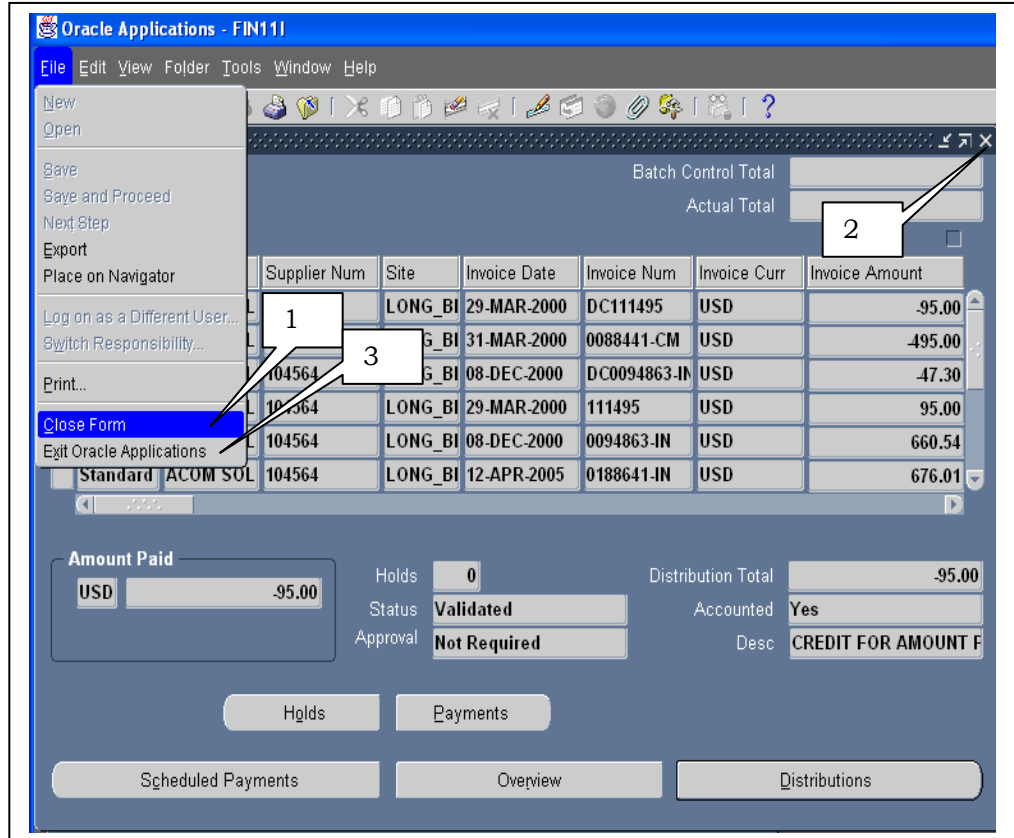 Oracle Applications - FIN11I
File Edit View Folder Tools Window Help
New
Open
Save
Save and Proceed
Next Step
Export
Place on Navigator
Log on as a Different User...
Switch Responsibility...
Print...
Close Form
Exit Oracle Applications
1
2
3
Batch Control Total
Actual Total
Supplier Num Site Invoice Date Invoice Num Invoice Curr Invoice Amount
LONG_BI 29-MAR-2000 DC111495 USD -95.00
G_BI 31-MAR-2000 0088441-CM USD -495.00
104564 G_BI 08-DEC-2000 DC0094863-IN USD -47.30
104564 LONG_BI 29-MAR-2000 111495 USD 95.00
104564 LONG_BI 08-DEC-2000 0094863-IN USD 660.54
Standard ACOM SOL 104564 LONG_BI 12-APR-2005 0188641-IN USD 676.01
Amount Paid
USD -95.00
Holds 0
Status Validated
Approval Not Required
Distribution Total -95.00
Accounted Yes
Desc CREDIT FOR AMOUNT F
Holds Payments
Scheduled Payments Overview Distributions